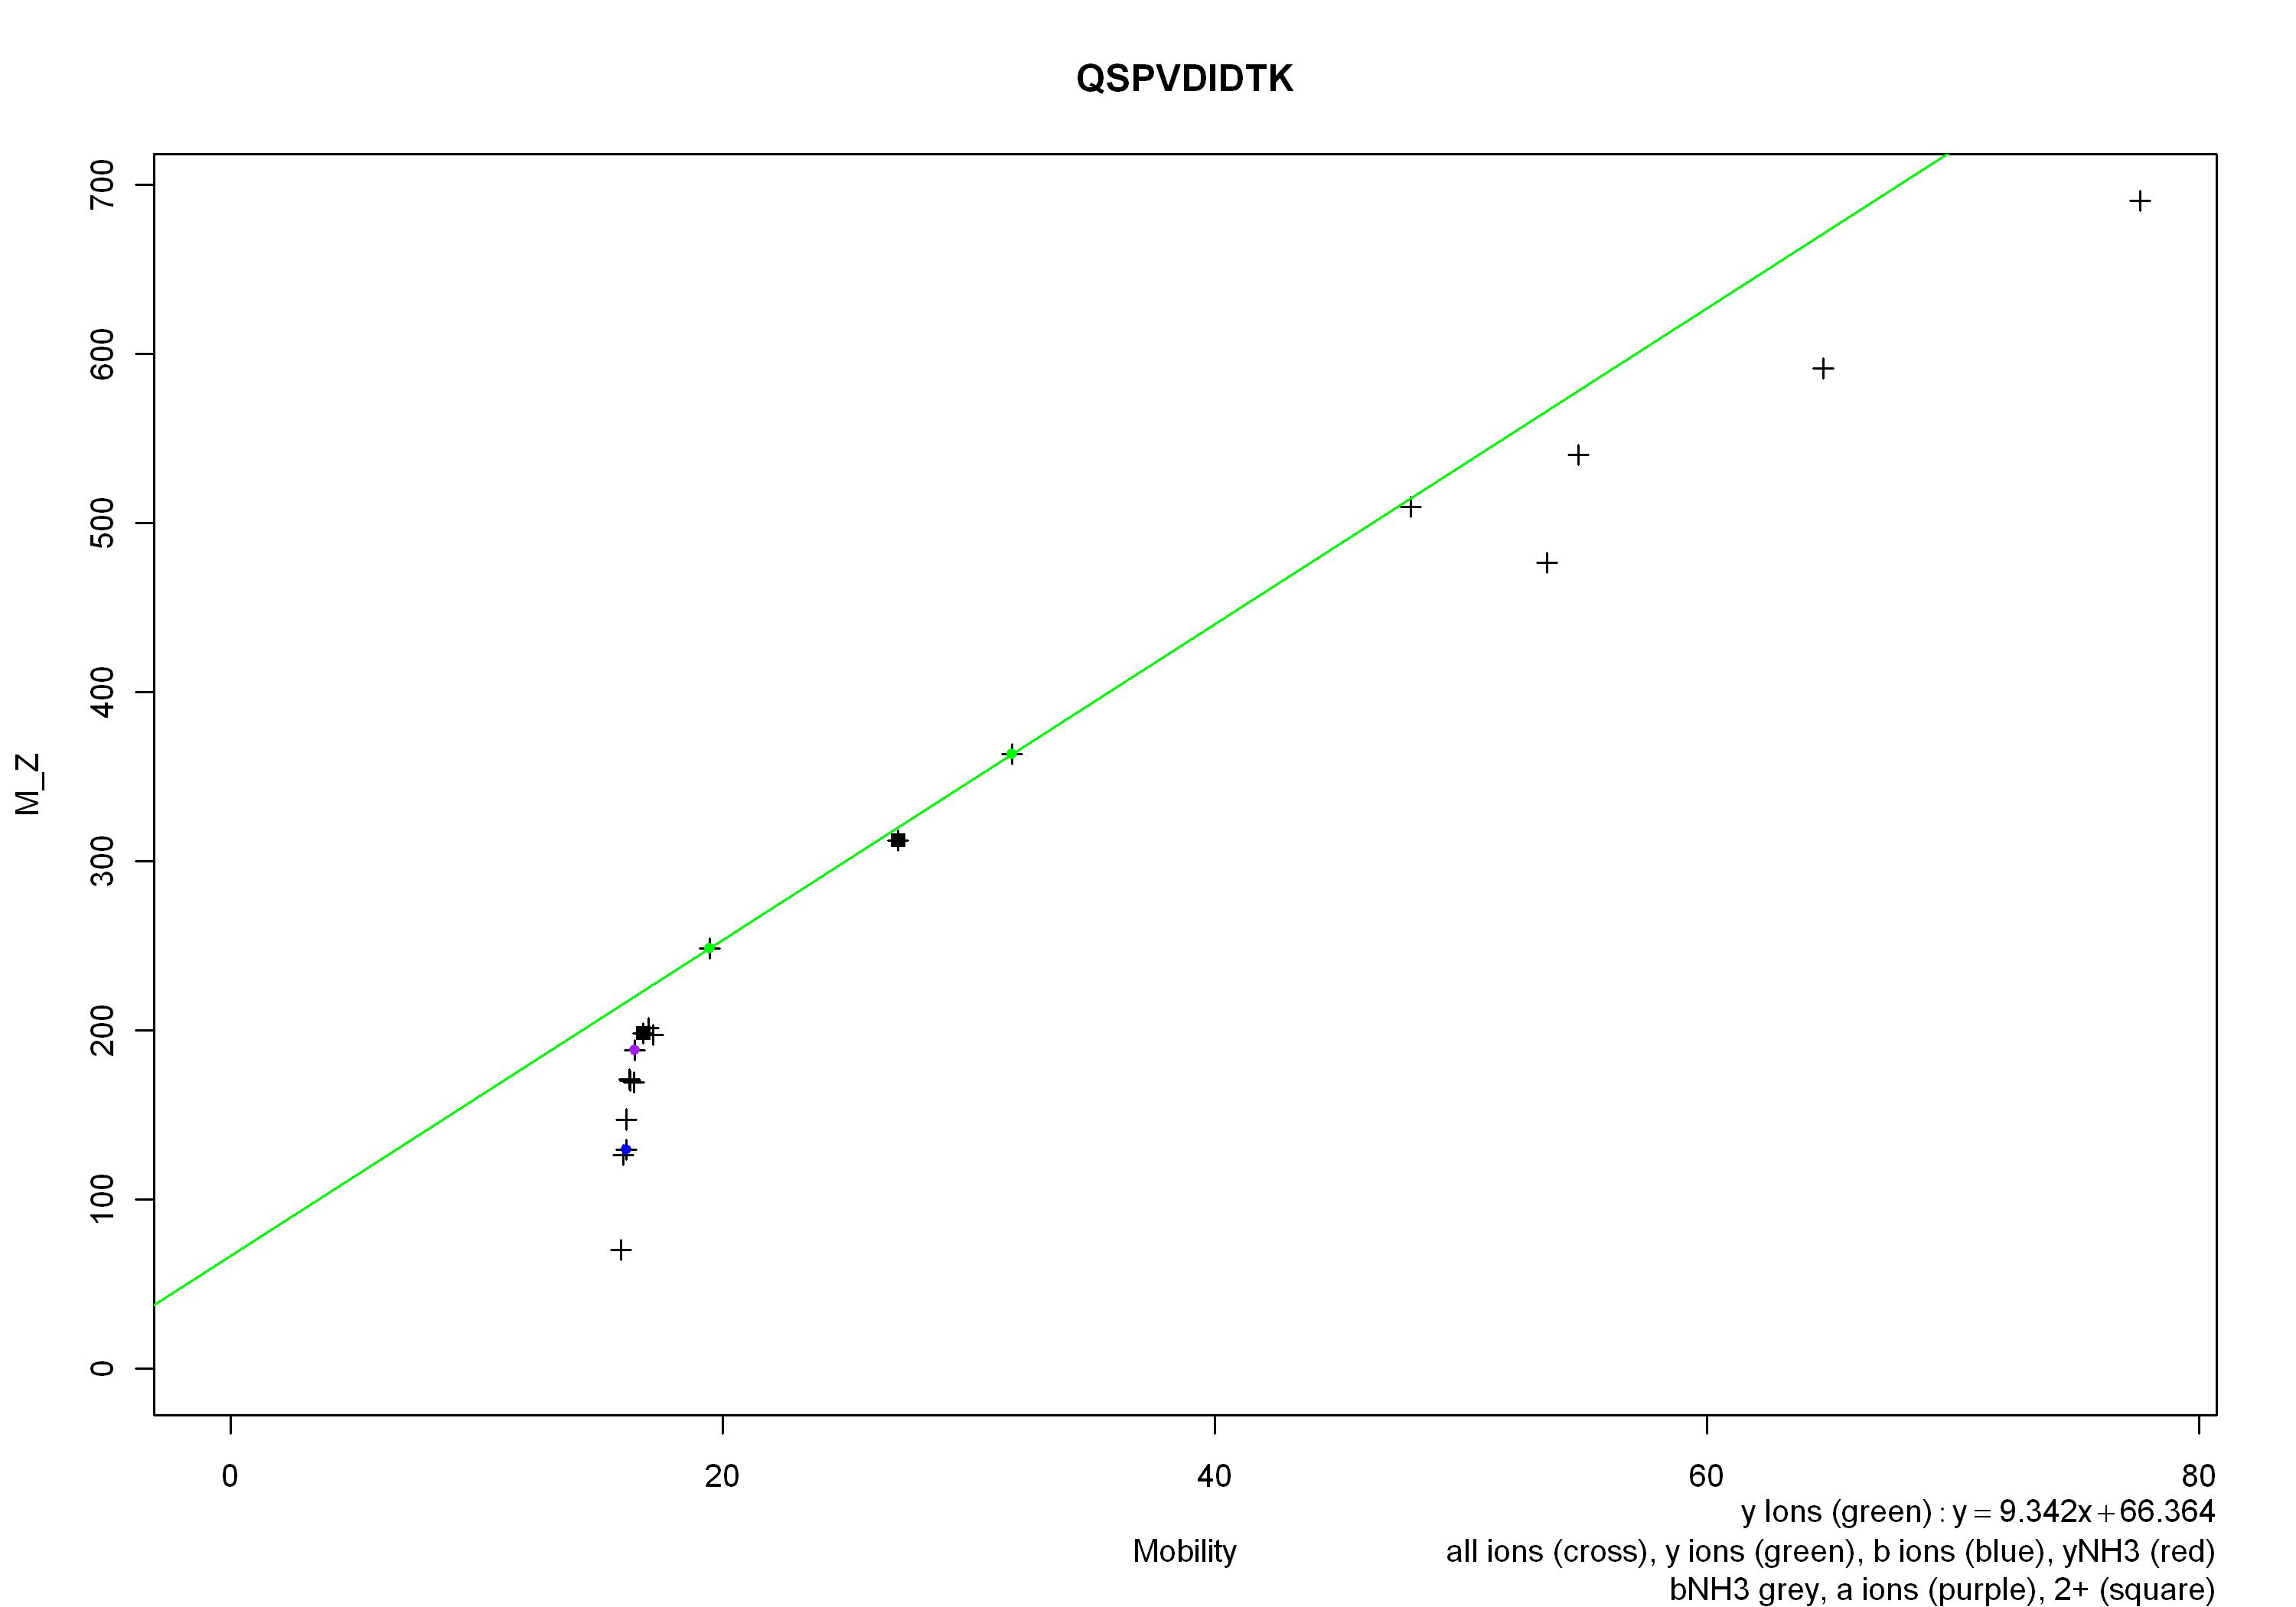 QSPVDIDTK
700
600
500
400
300
200
100
0
M_Z
0 20 40 60 80
y Ions (green) : y = 9.342x + 66.364
Mobility
all ions (cross), y ions (green), b ions (blue), yNH3 (red)
bNH3 grey, a ions (purple), 2+ (square)